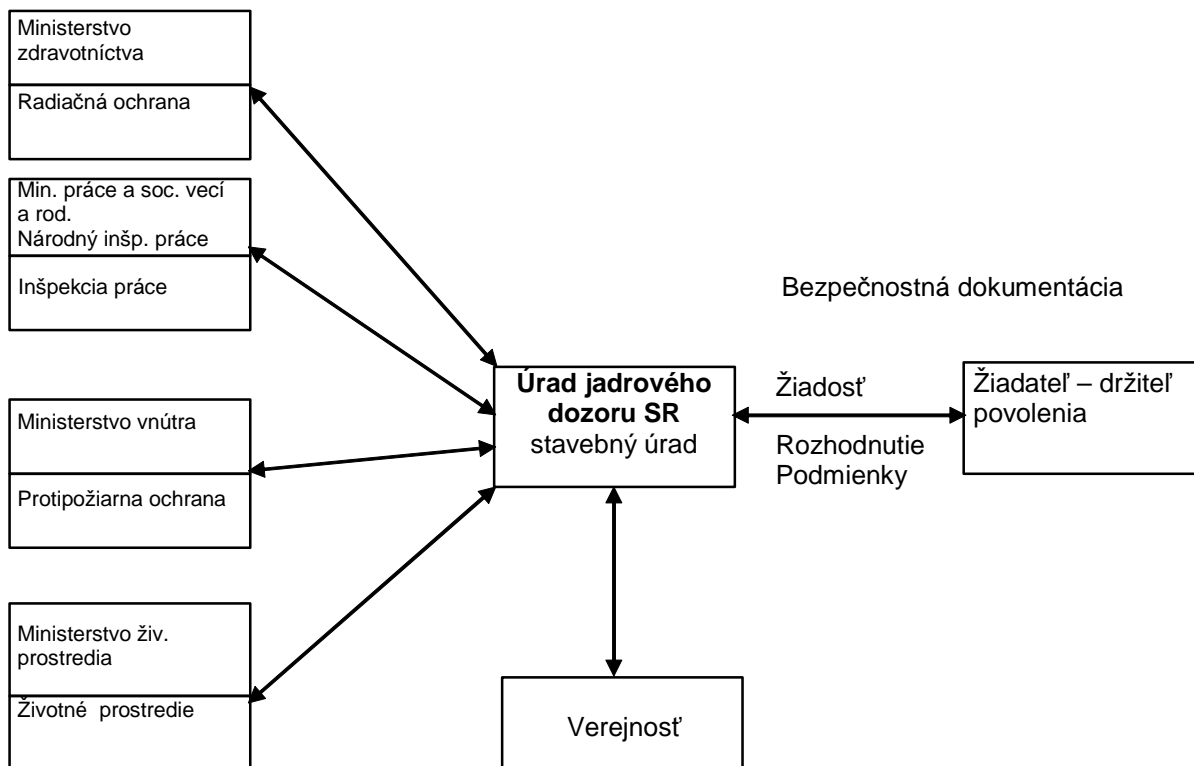 Ministerstvo
zdravotníctva
Radiačná ochrana
Min. práce a soc. vecí
a rod.
Národný inšp. práce
Inšpekcia práce
Ministerstvo vnútra
Protipožiarna ochrana
Ministerstvo živ.
prostredia
Životné prostredie
Úrad jadrového
dozoru SR
stavebný úrad
Verejnosť
Bezpečnostná dokumentácia
Žiadosť
Rozhodnutie
Podmienky
Žiadateľ – držiteľ
povolenia